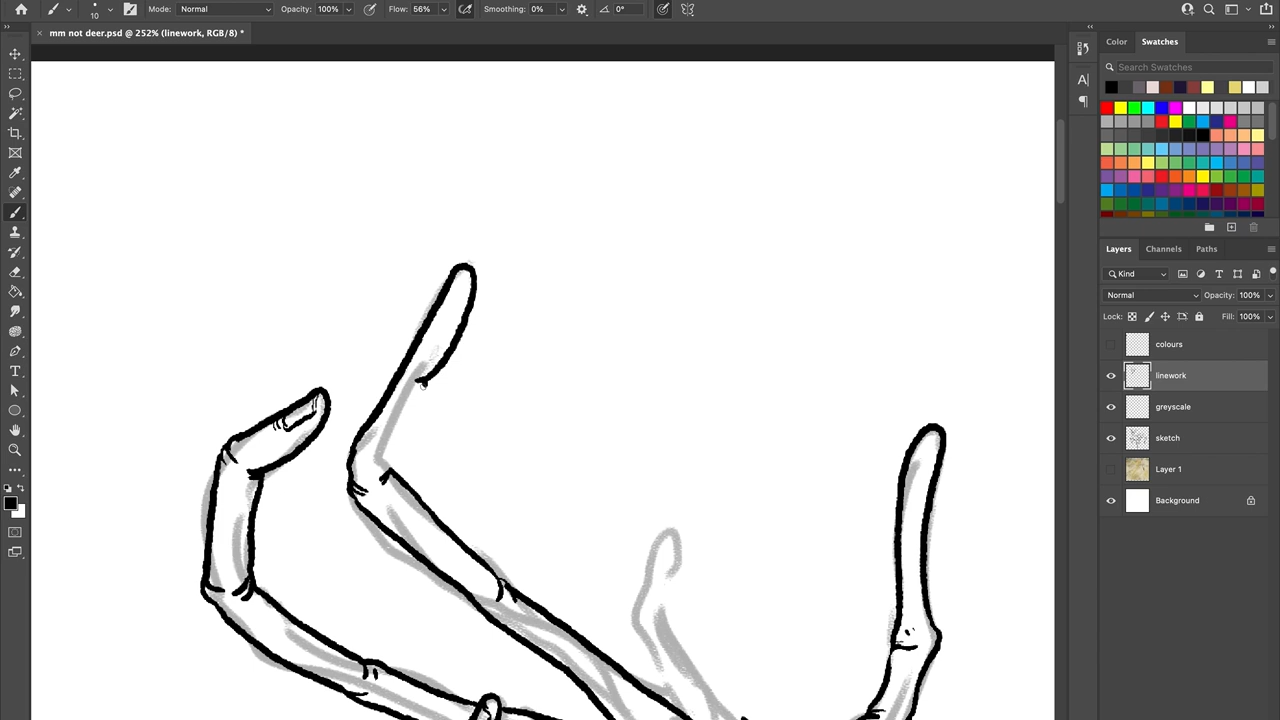 10 Mode: Normal Opacity: 100% Flow: 56% Smoothing: 0% 0°
mm not deer.psd @ 252% (linework, RGB/8) *
Color Swatches
Search Swatches
Layers Channels Paths
Kind
Normal Opacity: 100%
Lock: Fill: 100%
colours
linework
greyscale
sketch
Layer 1
Background